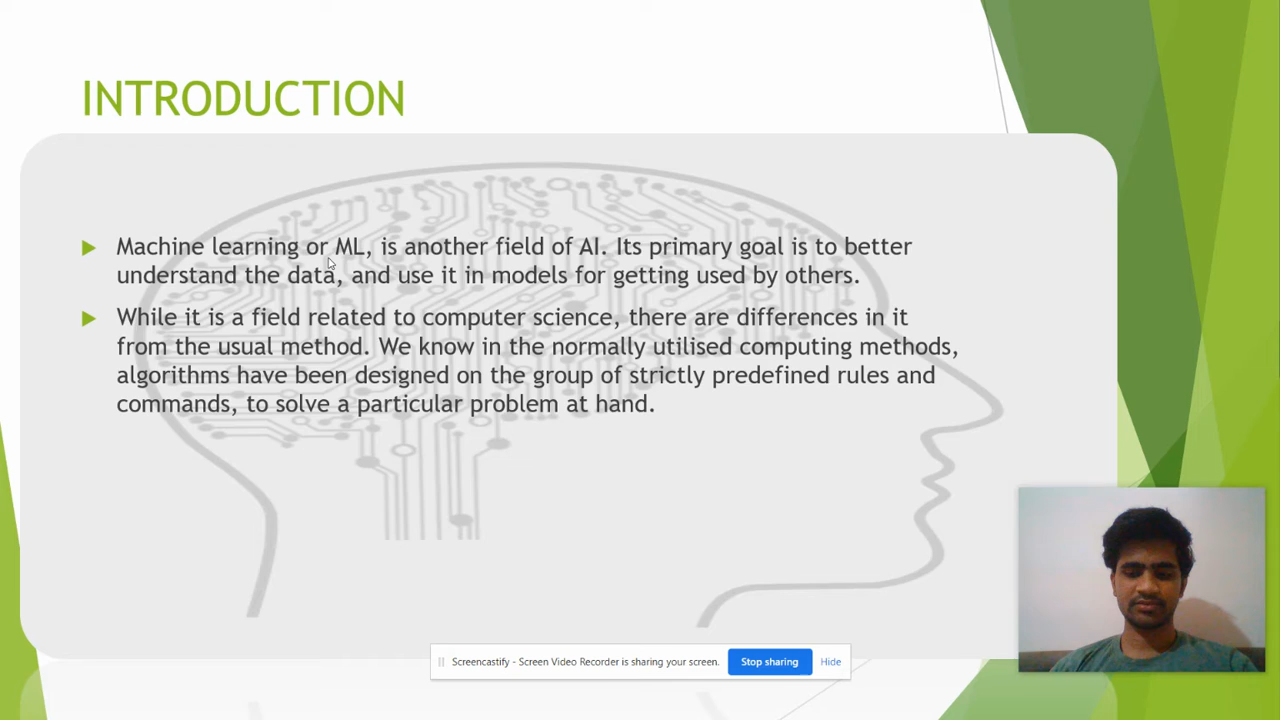 INTRODUCTION
Machine learning or ML, is another field of AI. Its primary goal is to better
understand the data, and use it in models for getting used by others.
While it is a field related to computer science, there are differences in it
from the usual method. We know in the normally utilised computing methods,
algorithms have been designed on the group of strictly predefined rules and
commands, to solve a particular problem at hand.
Screencastify - Screen Video Recorder is sharing your screen. Stop sharing Hide